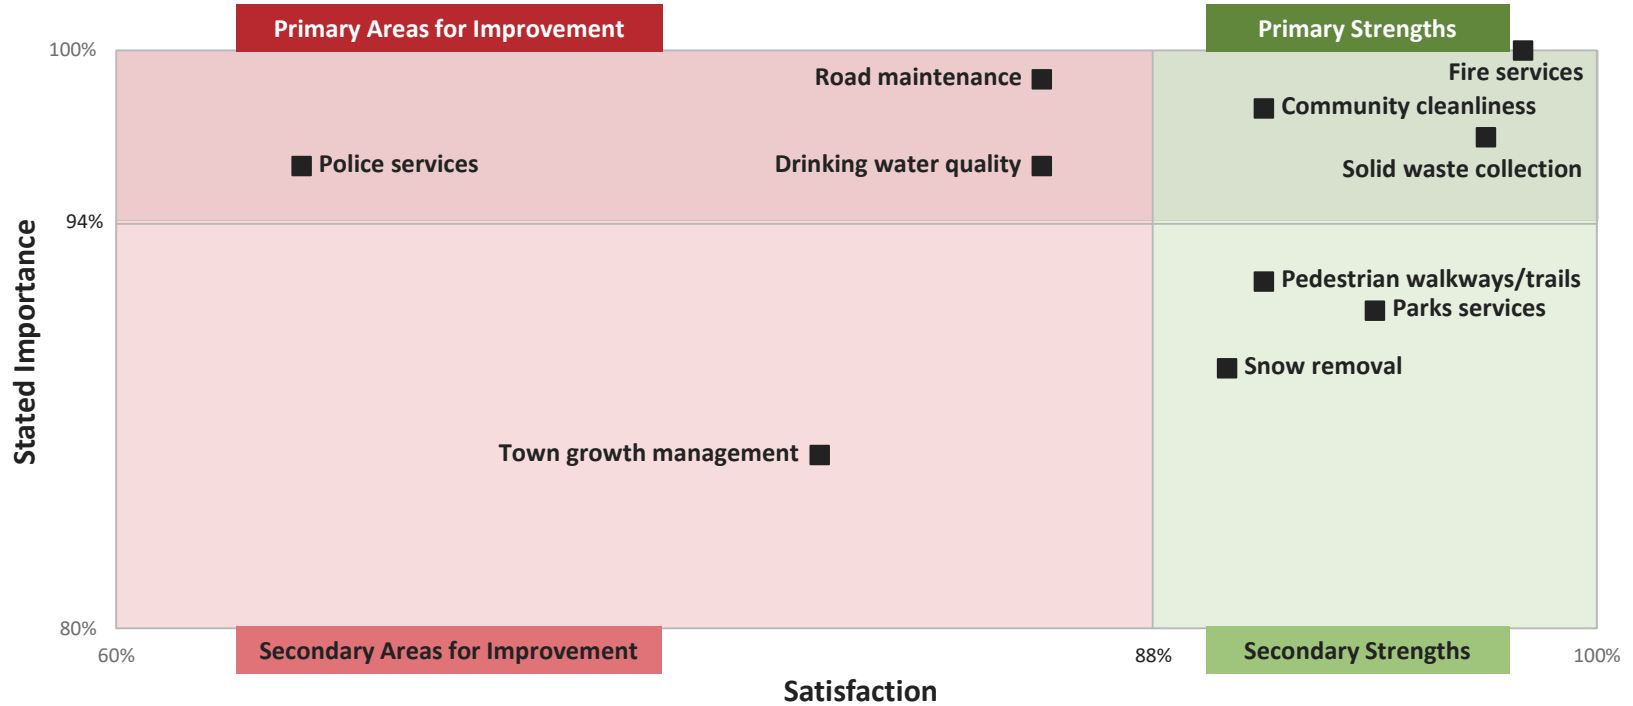 Primary Areas for Improvement
Primary Strengths
100%
Road maintenance
Fire services
Community cleanliness
Police services
Drinking water quality
Solid waste collection
94%
Stated Importance
Pedestrian walkways/trails
Parks services
Snow removal
Town growth management
80%
Secondary Areas for Improvement
Secondary Strengths
60%
88%
100%
Satisfaction